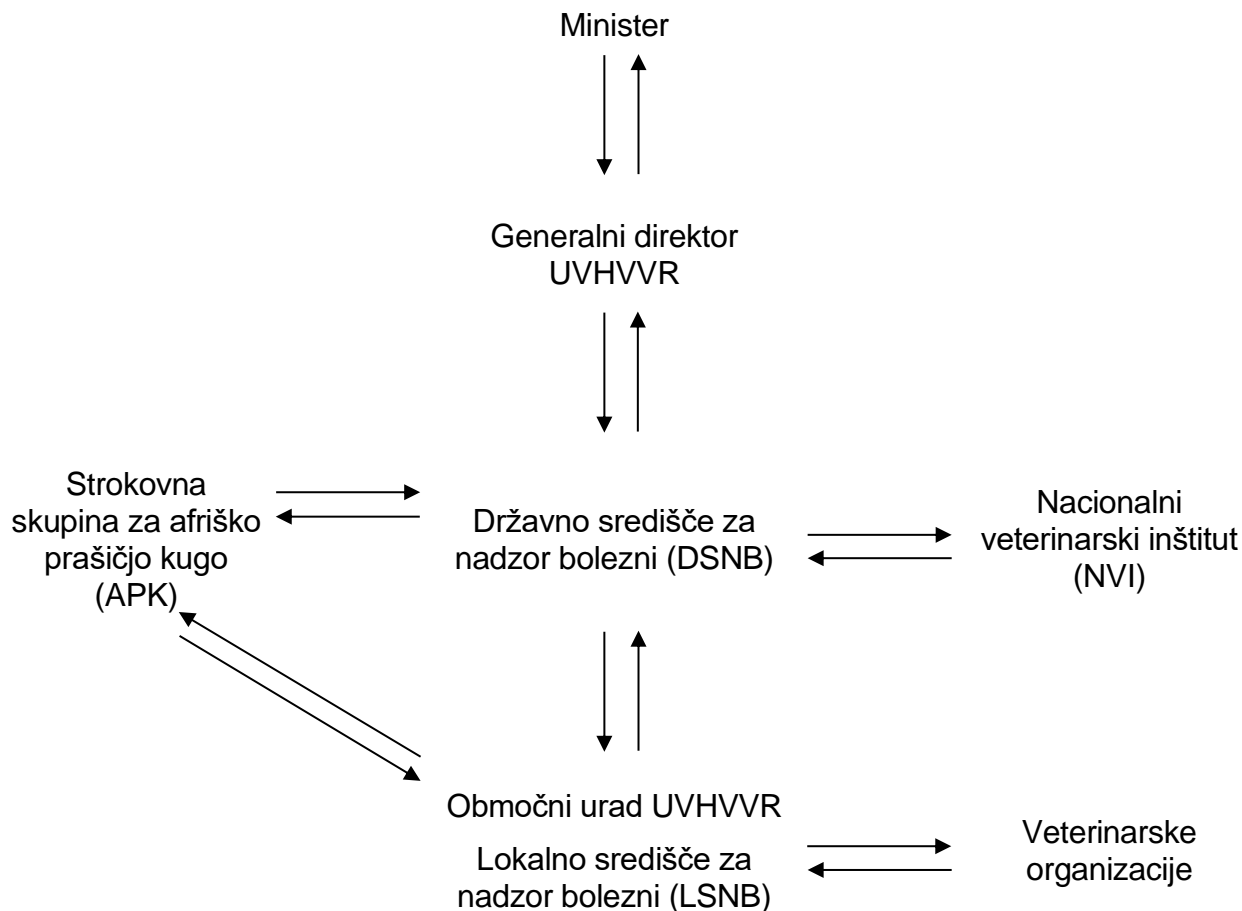 Minister
Generalni direktor
UVHVVR
Strokovna
skupina za afriško
prašičjo kugo
(APK)
Državno središče za
nadzor bolezni (DSNB)
Nacionalni
veterinarski inštitut
(NVI)
Območni urad UVHVVR
Lokalno središče za
nadzor bolezni (LSNB)
Veterinarske
organizacije